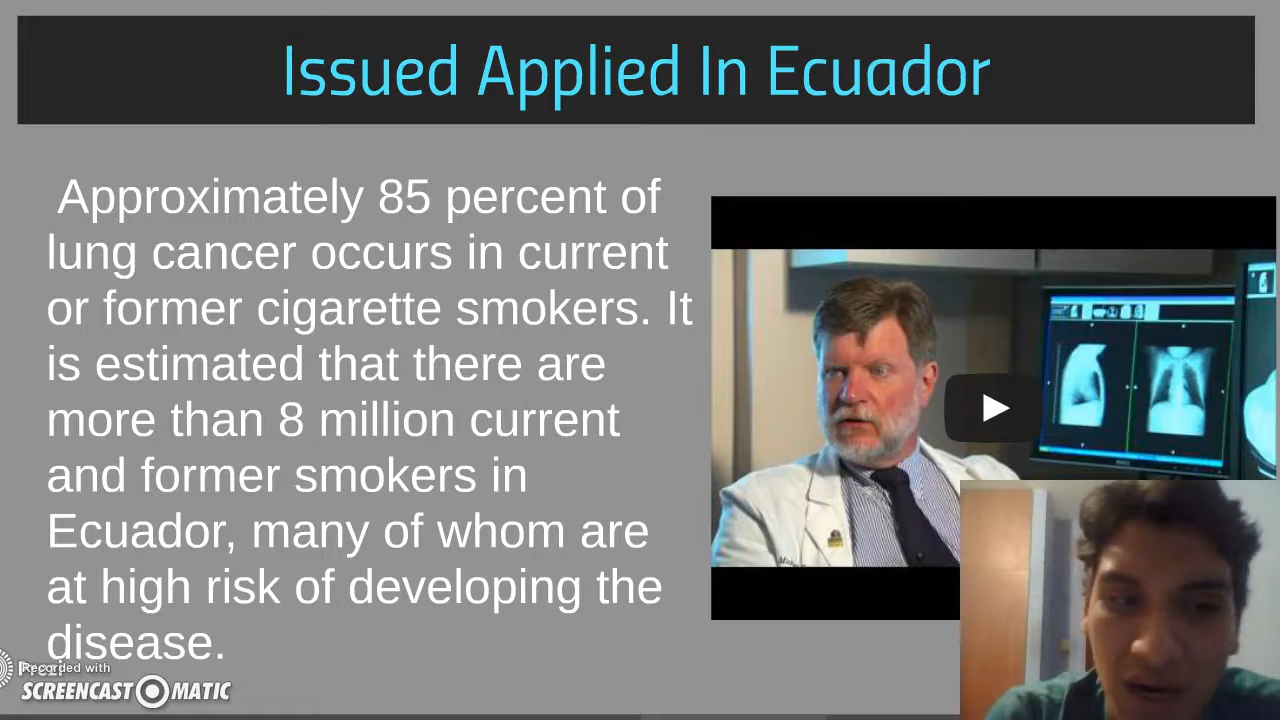 Issued Applied In Ecuador
Approximately 85 percent of
lung cancer occurs in current
or former cigarette smokers. It
is estimated that there are
more than 8 million current
and former smokers in
Ecuador, many of whom are
at high risk of developing the
disease.
Prezi
Recorded with
SCREENCAST-O-MATIC